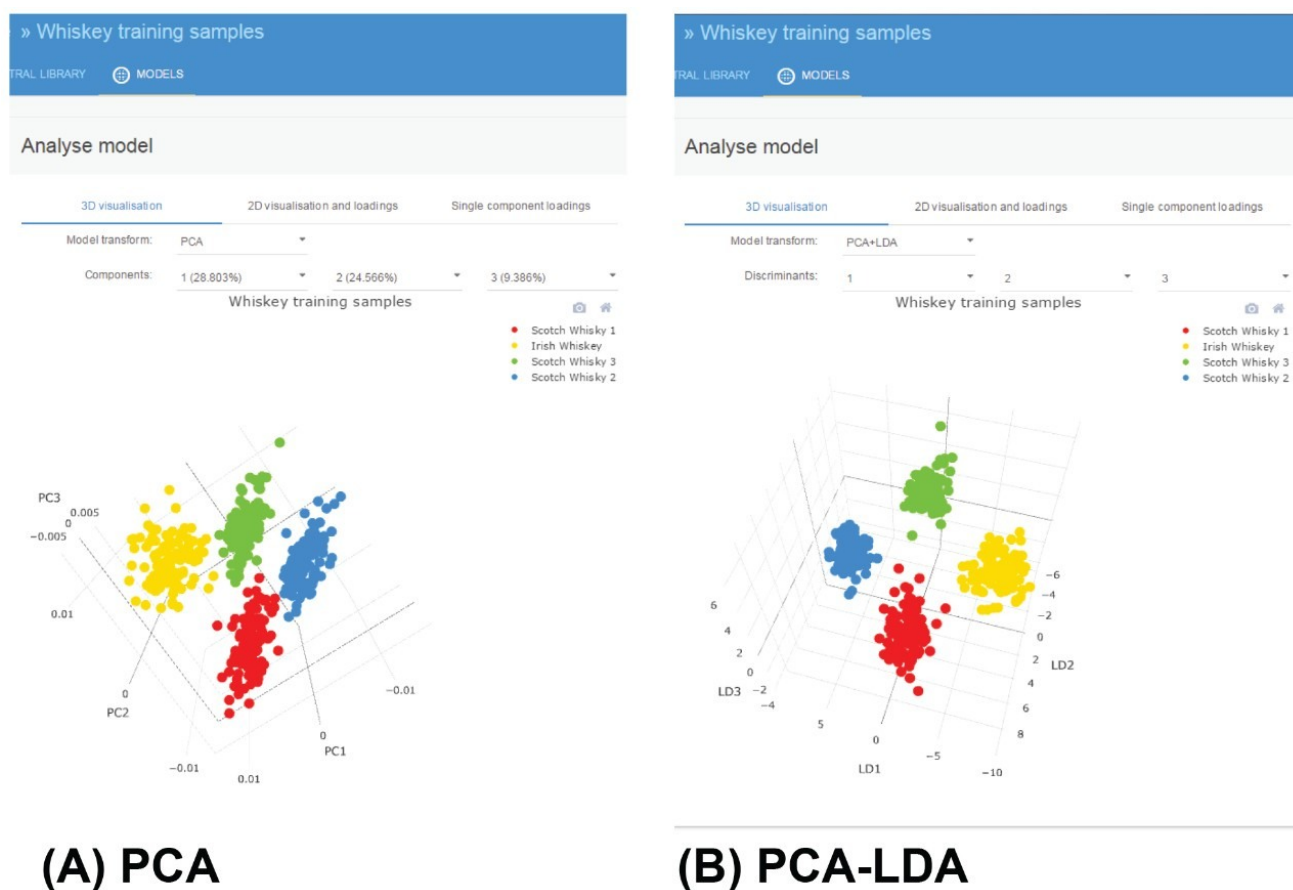 » Whiskey training samples
TRAL LIBRARY MODELS
Analyse model
3D visualisation 2D visualisation and loadings Single component loadings
Model transform: PCA
Components: 1 (28.803%) 2 (24.566%) 3 (9.386%)
Whiskey training samples
Scotch Whisky 1
Irish Whiskey
Scotch Whisky 3
Scotch Whisky 2
PC3
0.005
0
−0.005
0.01
0
PC2
−0.01
0.01
0
PC1
−0.01
(A) PCA
» Whiskey training samples
TRAL LIBRARY MODELS
Analyse model
3D visualisation 2D visualisation and loadings Single component loadings
Model transform: PCA+LDA
Discriminants: 1 2 3
Whiskey training samples
Scotch Whisky 1
Irish Whiskey
Scotch Whisky 3
Scotch Whisky 2
6
4
2
0
−2
−4
LD3
5
0
−5
−10
LD1
−6
−4
−2
0
2
4
6
8
LD2
(B) PCA-LDA